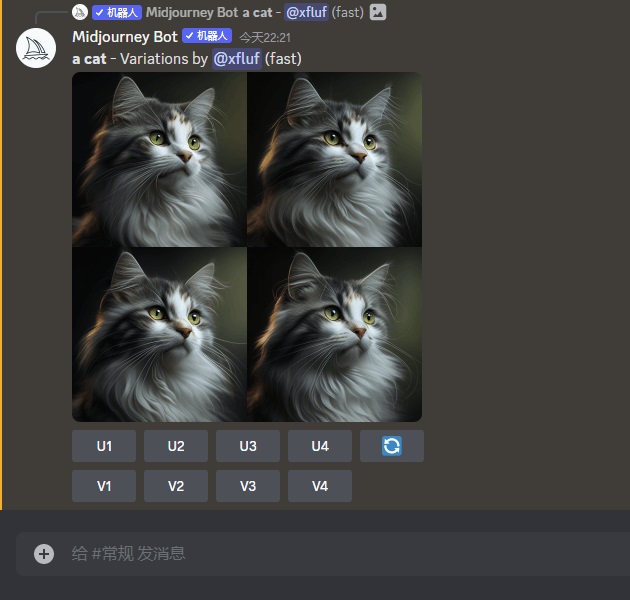 ✓ 机器人 Midjourney Bot a cat - @xfluf (fast)
Midjourney Bot ✓ 机器人 今天22:21
a cat - Variations by @xfluf (fast)
U1 U2 U3 U4
V1 V2 V3 V4
给 #常规 发消息